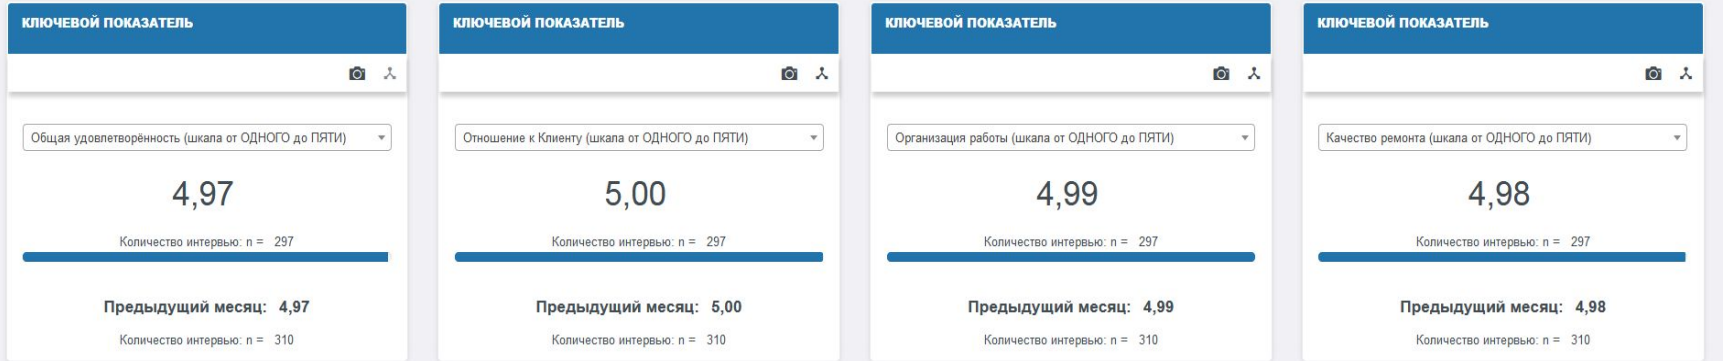 КЛЮЧЕВОЙ ПОКАЗАТЕЛЬ
Общая удовлетворённость (шкала от ОДНОГО до ПЯТИ)
4,97
Количество интервью: n = 297
Предыдущий месяц: 4,97
Количество интервью: n = 310
КЛЮЧЕВОЙ ПОКАЗАТЕЛЬ
Отношение к Клиенту (шкала от ОДНОГО до ПЯТИ)
5,00
Количество интервью: n = 297
Предыдущий месяц: 5,00
Количество интервью: n = 310
КЛЮЧЕВОЙ ПОКАЗАТЕЛЬ
Организация работы (шкала от ОДНОГО до ПЯТИ)
4,99
Количество интервью: n = 297
Предыдущий месяц: 4,99
Количество интервью: n = 310
КЛЮЧЕВОЙ ПОКАЗАТЕЛЬ
Качество ремонта (шкала от ОДНОГО до ПЯТИ)
4,98
Количество интервью: n = 297
Предыдущий месяц: 4,98
Количество интервью: n = 310